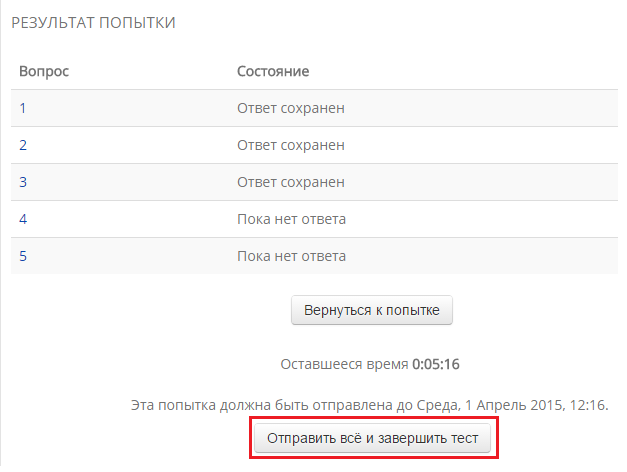 РЕЗУЛЬТАТ ПОПЫТКИ
Вопрос Состояние
1 Ответ сохранен
2 Ответ сохранен
3 Ответ сохранен
4 Пока нет ответа
5 Пока нет ответа
Вернуться к попытке
Оставшееся время 0:05:16
Эта попытка должна быть отправлена до Среда, 1 Апрель 2015, 12:16.
Отправить всё и завершить тест